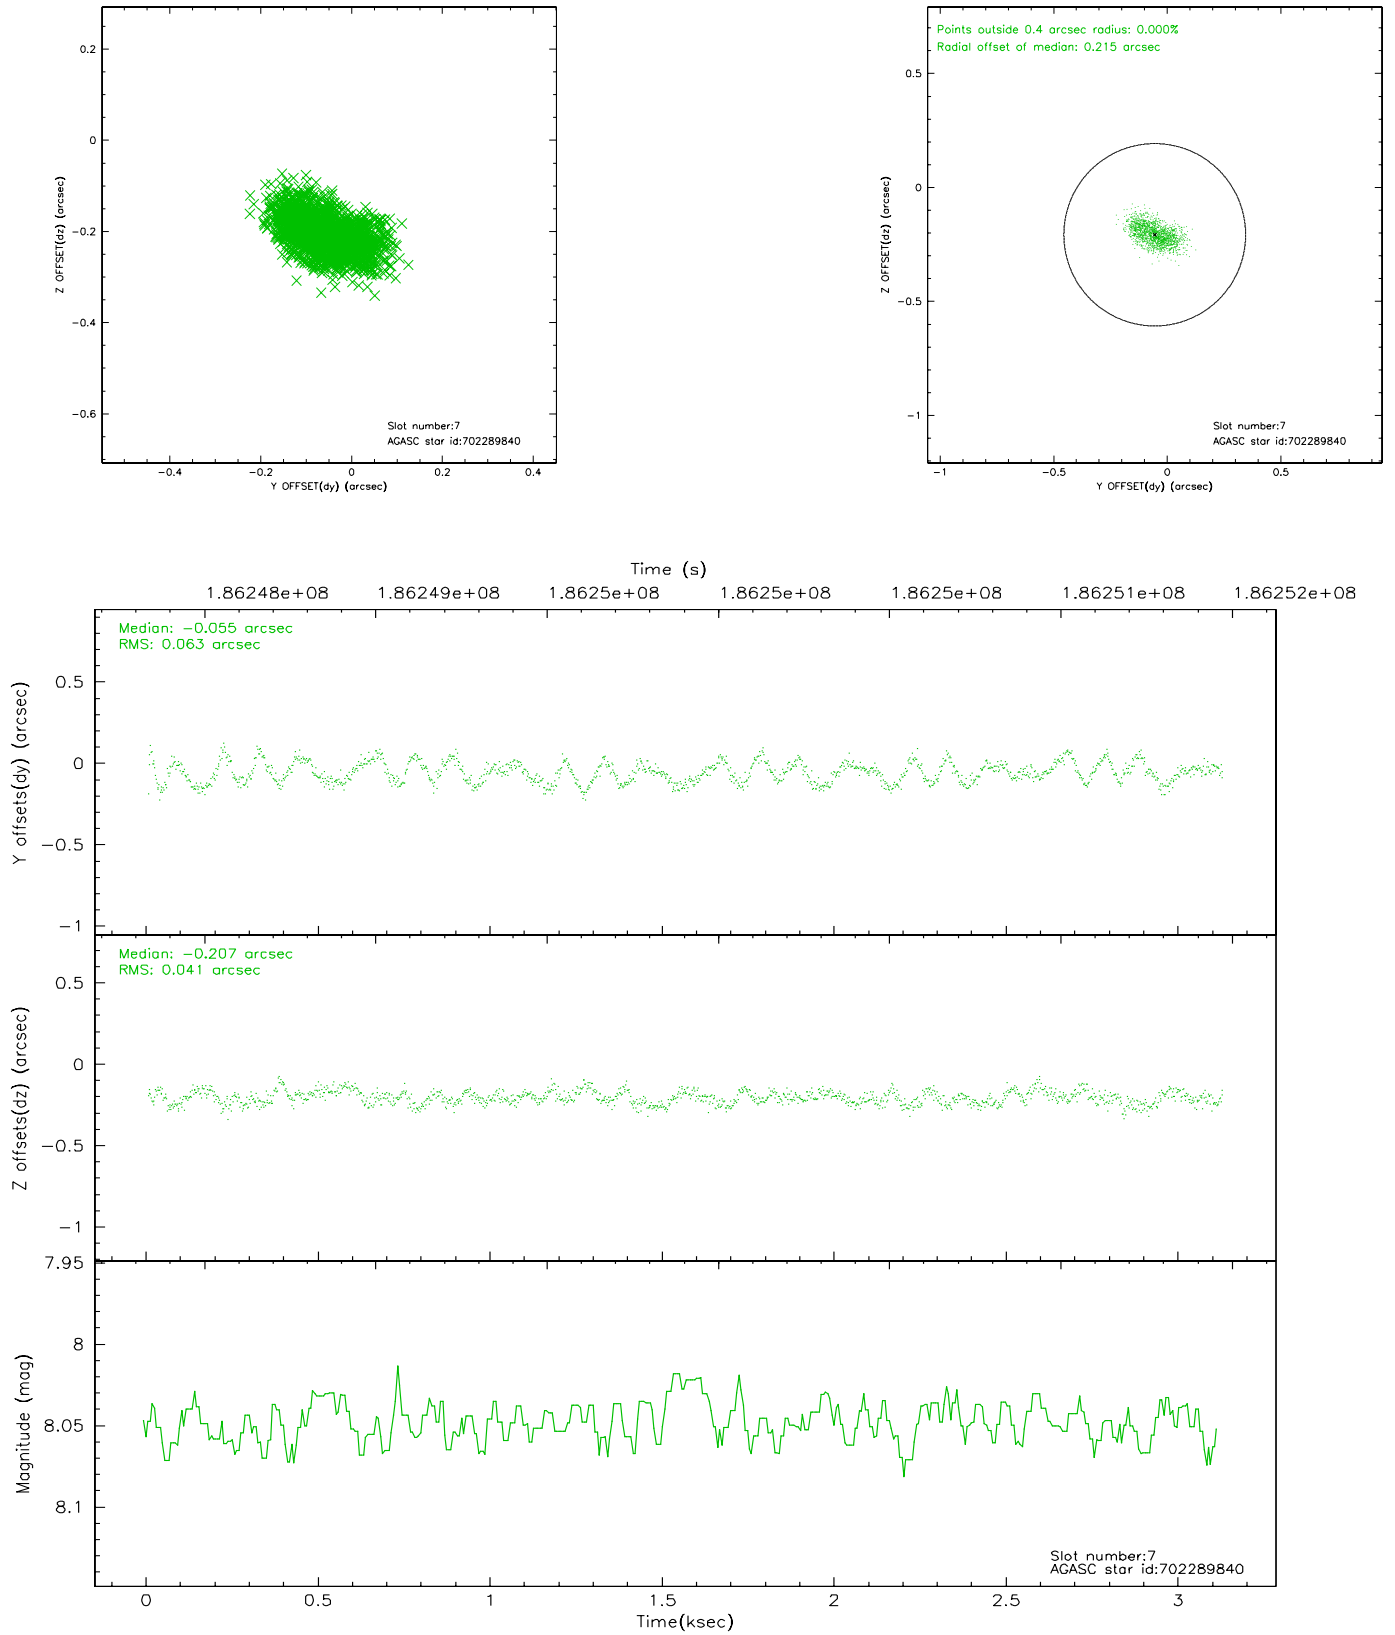 0.2
0
-0.2
-0.4
-0.6
Z OFFSET(dz) (arcsec)
Slot number:7
AGASC star id:702289840
-0.4 -0.2 0 0.2 0.4
Y OFFSET(dy) (arcsec)
Points outside 0.4 arcsec radius: 0.000%
Radial offset of median: 0.215 arcsec
0.5
0
-0.5
-1
Z OFFSET(dz) (arcsec)
Slot number:7
AGASC star id:702289840
-1 -0.5 0 0.5
Y OFFSET(dy) (arcsec)
Time (s)
1.86248e+08 1.86249e+08 1.8625e+08 1.8625e+08 1.8625e+08 1.86251e+08 1.86252e+08
Median: -0.055 arcsec
RMS: 0.063 arcsec
0.5
0
-0.5
-1
Y offsets(dy) (arcsec)
Median: -0.207 arcsec
RMS: 0.041 arcsec
0.5
0
-0.5
-1
Z offsets(dz) (arcsec)
7.95
8
8.05
8.1
Magnitude (mag)
Slot number:7
AGASC star id:702289840
0 0.5 1 1.5 2 2.5 3
Time(ksec)